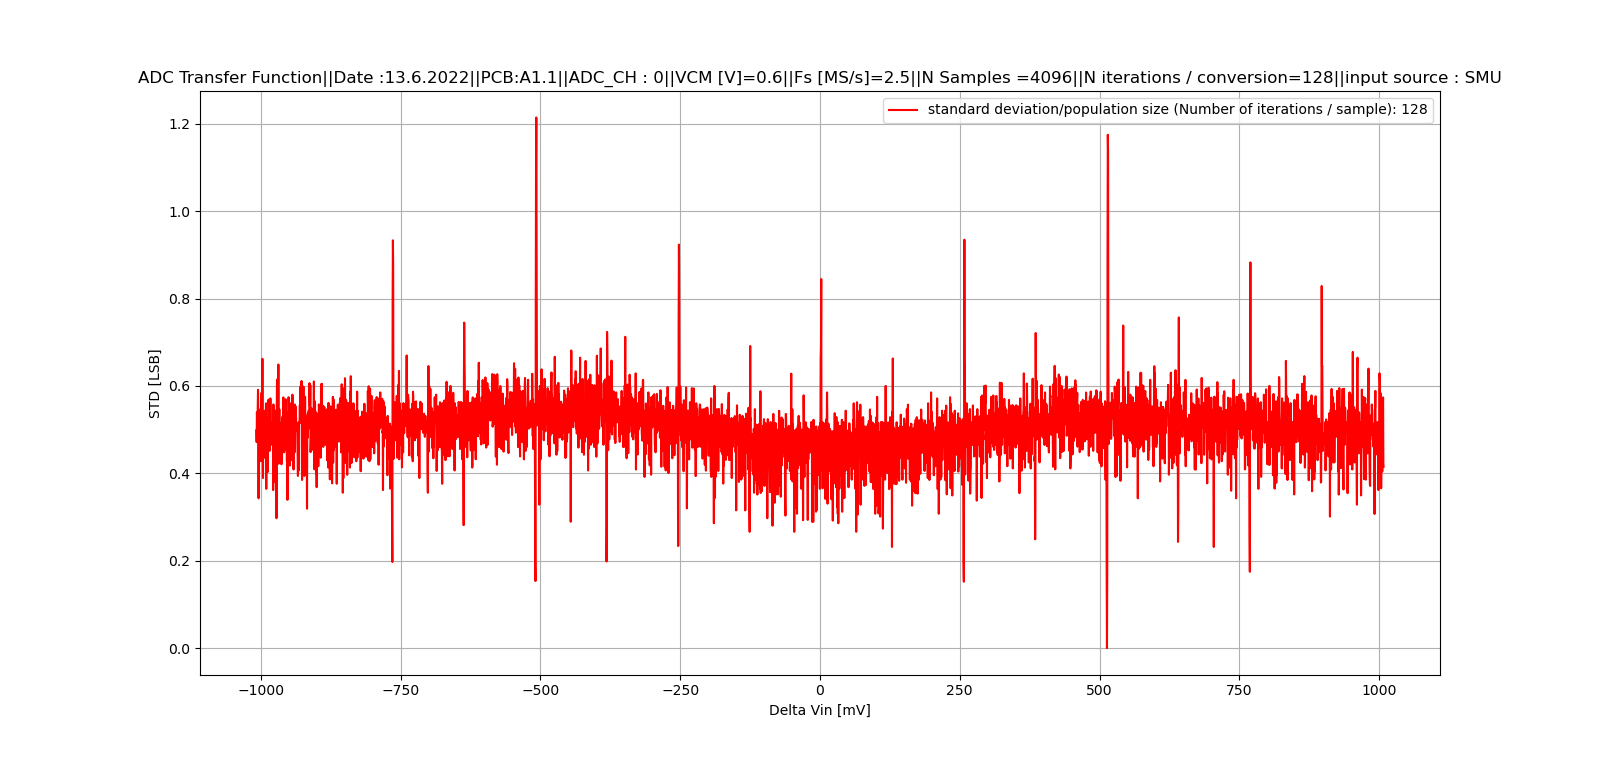 ADC Transfer Function||Date :13.6.2022||PCB:A1.1||ADC_CH : 0||VCM [V]=0.6||Fs [MS/s]=2.5||N Samples =4096||N iterations / conversion=128||input source : SMU
standard deviation/population size (Number of iterations / sample): 128
1.2
1.0
0.8
0.6
0.4
0.2
0.0
STD [LSB]
−1000 −750 −500 −250 0 250 500 750 1000
Delta Vin [mV]